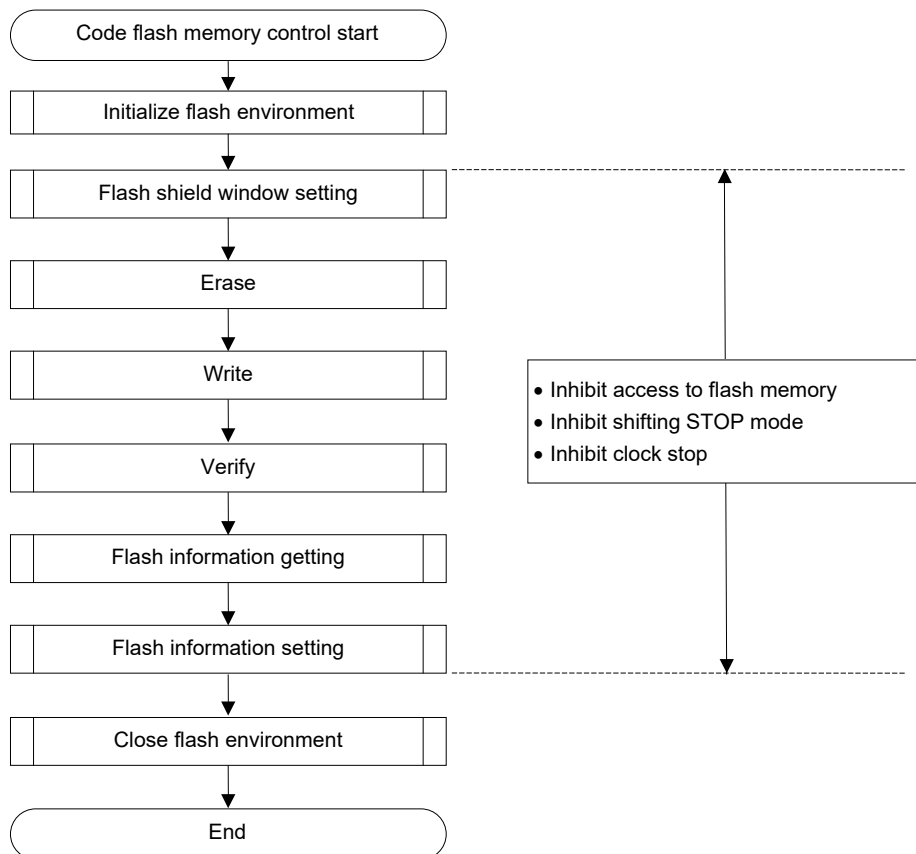 Code flash memory control start
Initialize flash environment
Flash shield window setting
Erase
Write
Verify
Flash information getting
Flash information setting
Close flash environment
End
• Inhibit access to flash memory
• Inhibit shifting STOP mode
• Inhibit clock stop